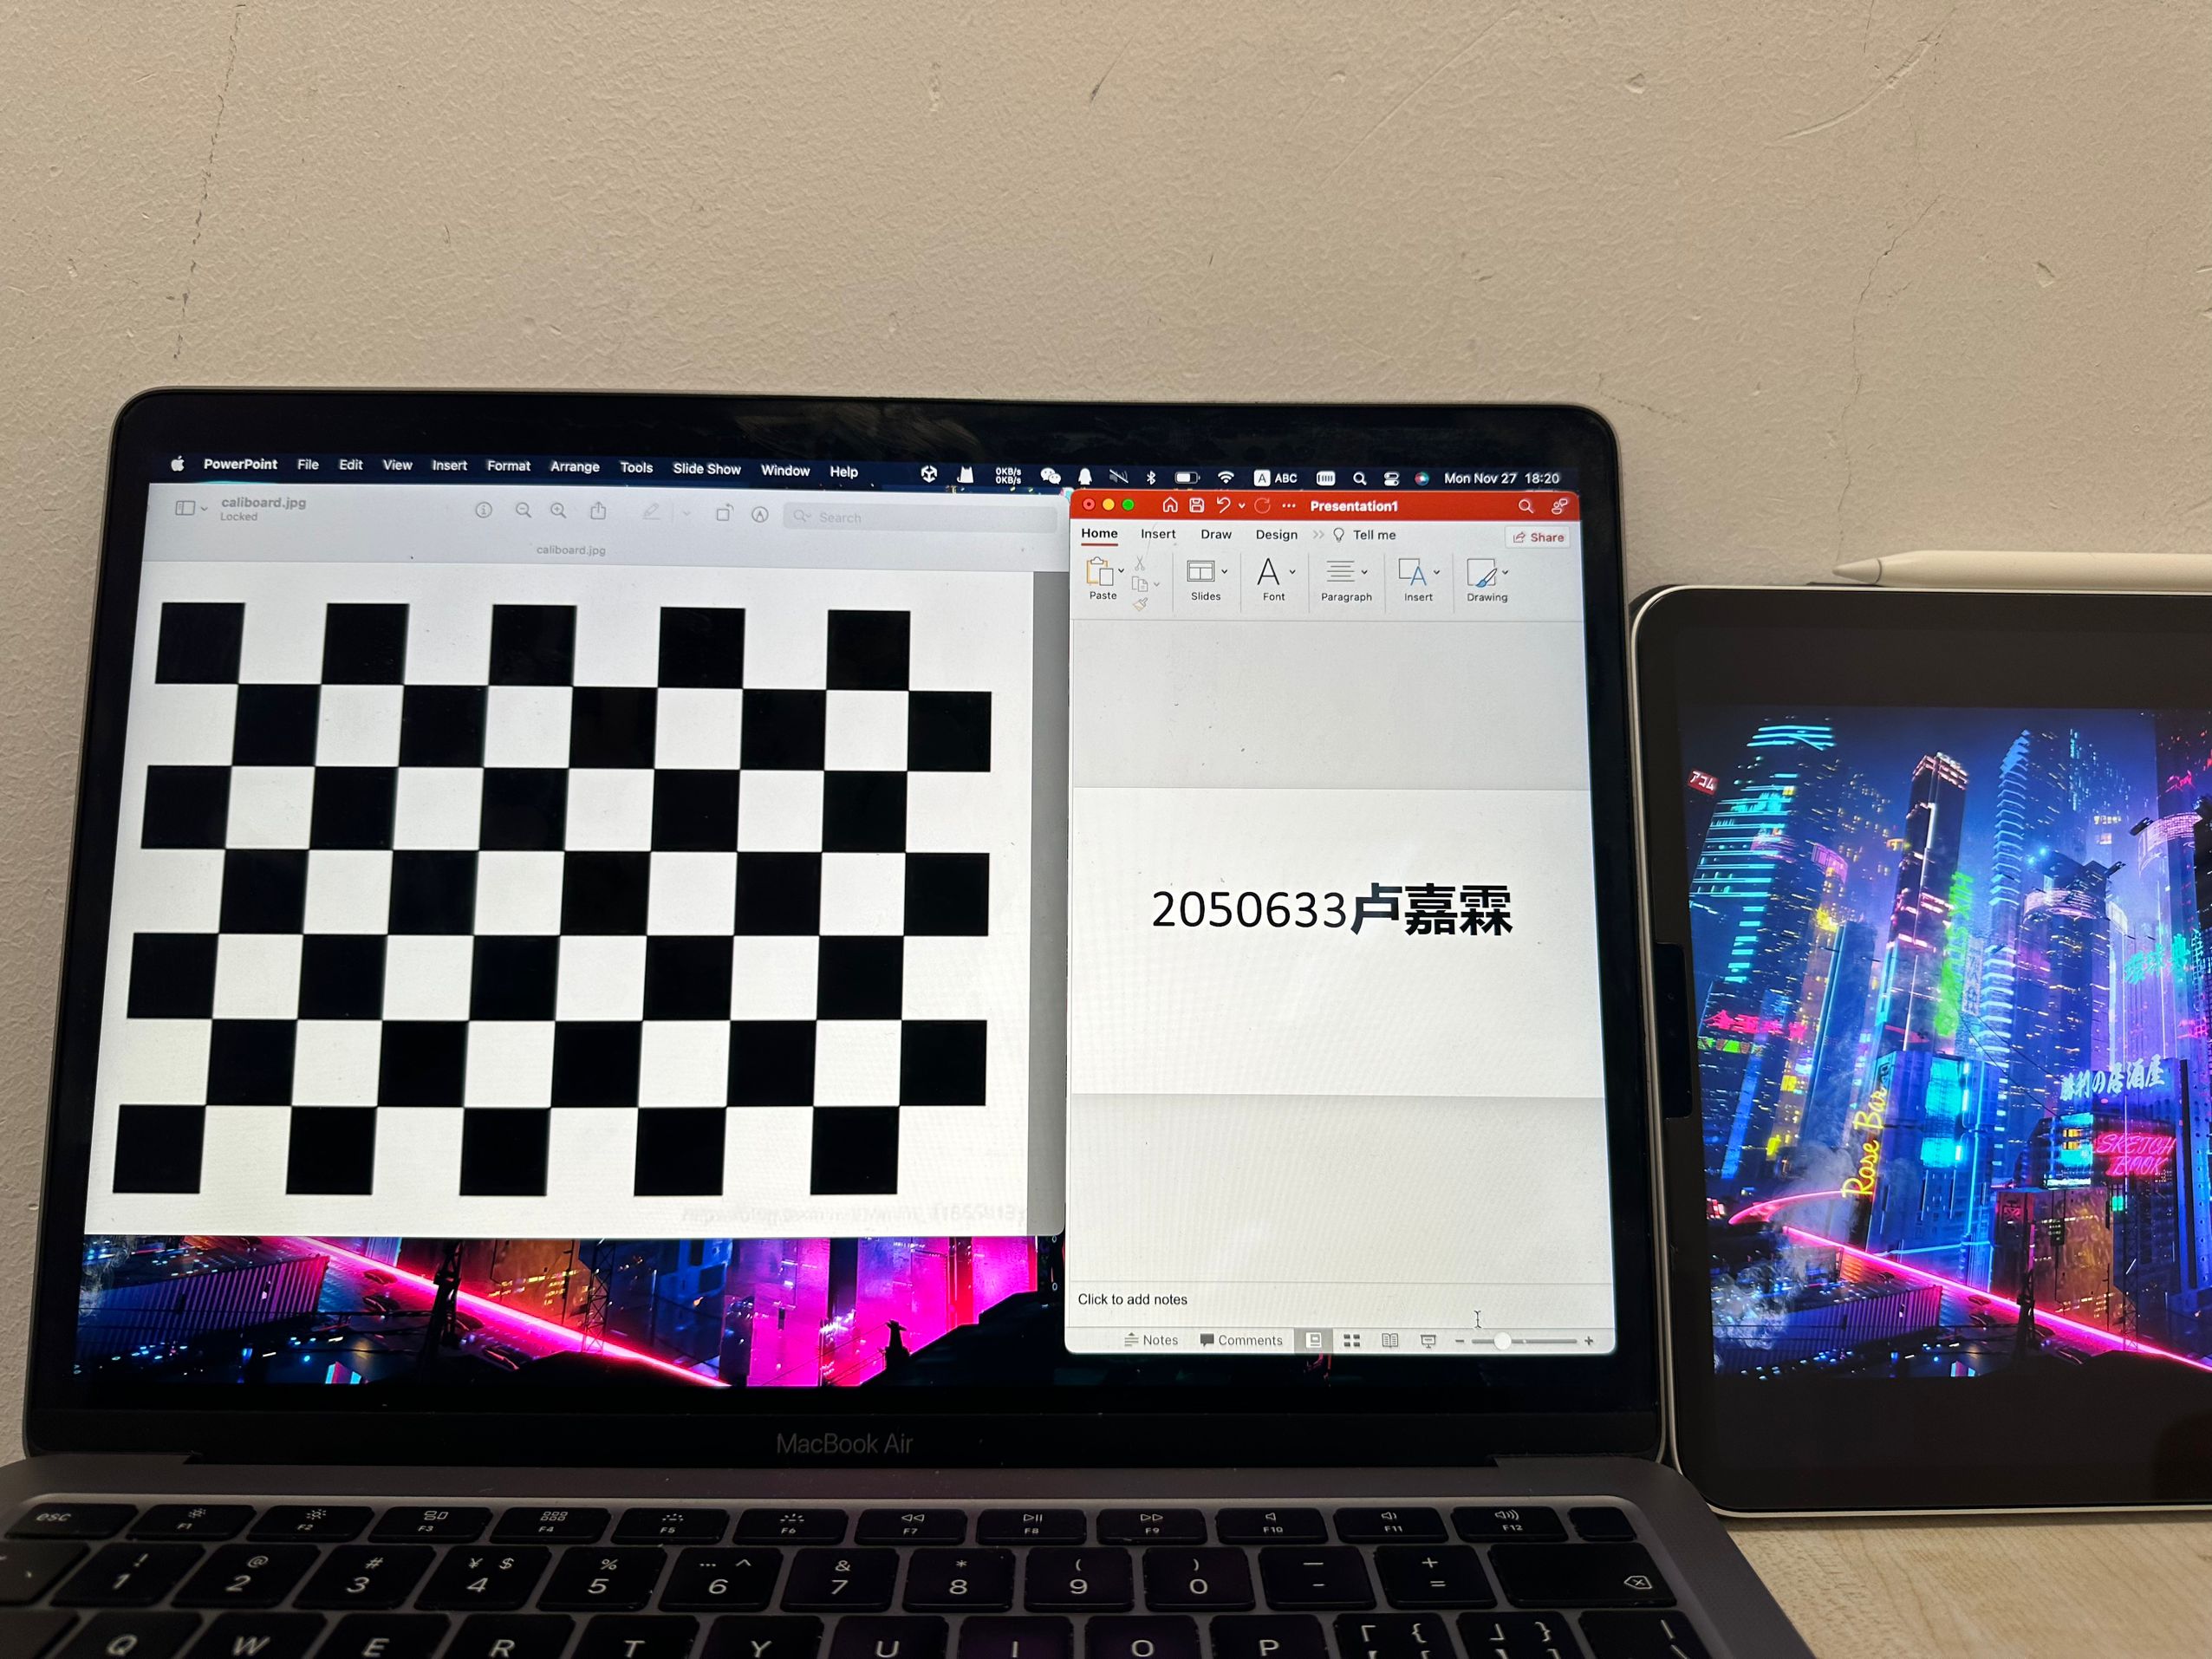 PowerPoint File Edit View Insert Format Arrange Tools Slide Show Window Help
0KB/s
0KB/s
A ABC
Mon Nov 27 18:20
caliboard.jpg
Locked
Search
caliboard.jpg
Presentation1
Home Insert Draw Design Tell me
Share
Paste Slides Font Paragraph Insert Drawing
2050633卢嘉霖
Click to add notes
Notes Comments
アコム
勝利の居酒屋
Rose Bar
SKETCH
BOOK
MacBook Air
esc F1 F2 F3 F4 F5 F6 F7 F8 F9 F10 F11 F12
! @ # ¥ $ % … ^ & * ( ) — +
1 2 3 4 5 6 7 8 9 0 - =
Q W E R T Y U I O P 「 { 」 } |